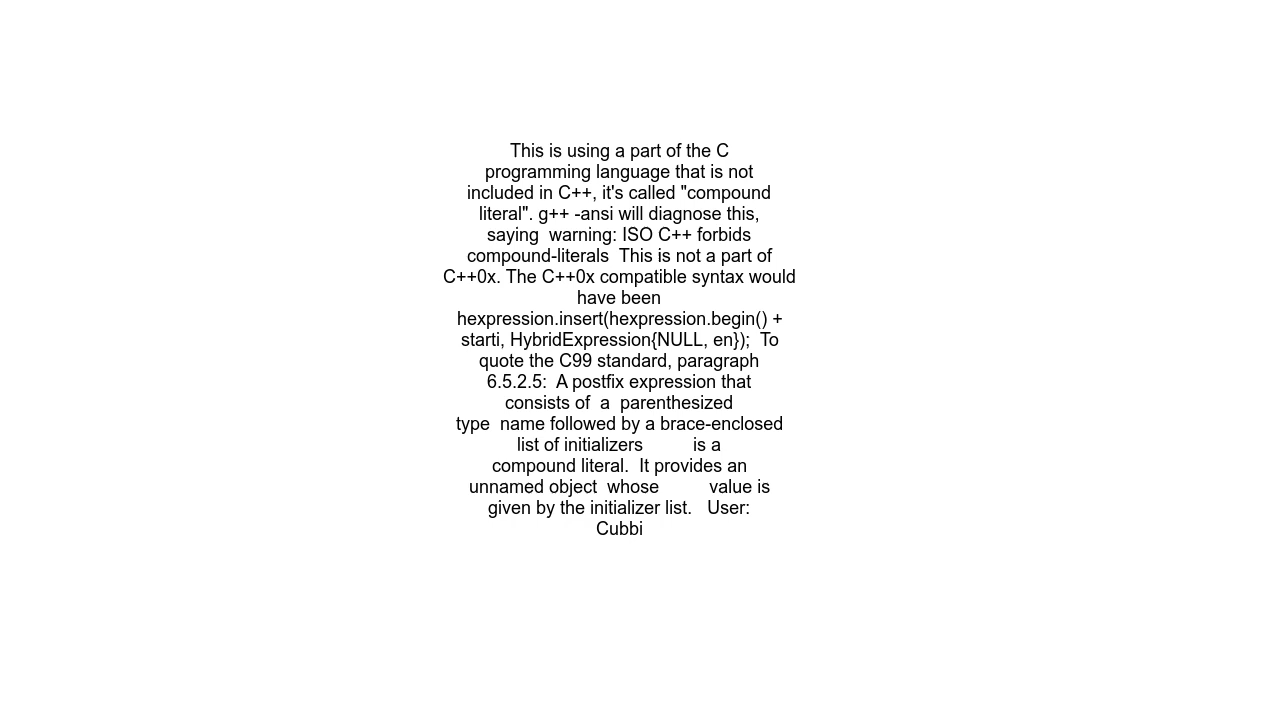 This is using a part of the C
programming language that is not
included in C++, it's called "compound
literal". g++ -ansi will diagnose this,
saying  warning: ISO C++ forbids
compound-literals  This is not a part of
C++0x. The C++0x compatible syntax would
have been
hexpression.insert(hexpression.begin() +
starti, HybridExpression{NULL, en});  To
quote the C99 standard, paragraph
6.5.2.5:  A postfix expression that
consists of  a  parenthesized
type  name followed by a brace-enclosed
list of initializers          is a
compound literal.  It provides an
unnamed object  whose          value is
given by the initializer list.   User:
Cubbi